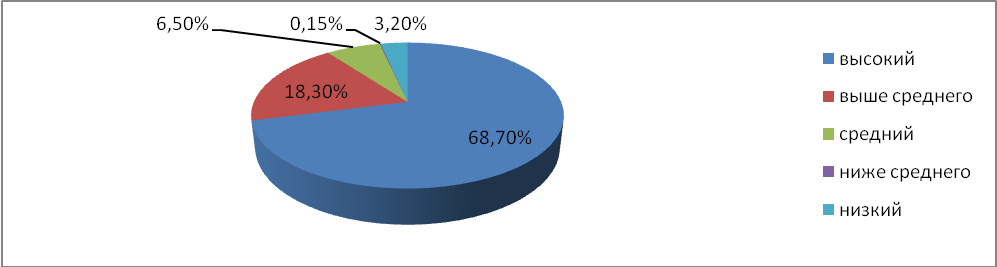 6,50% 0,15% 3,20%
18,30%
68,70%
высокий
выше среднего
средний
ниже среднего
низкий